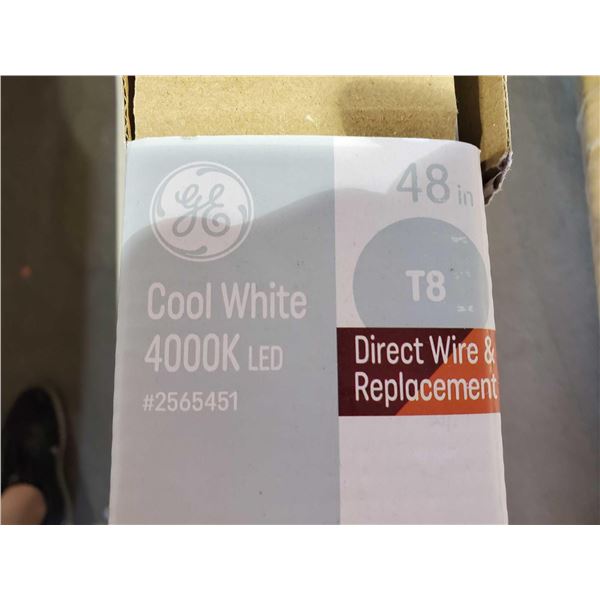 GE
Cool White
4000K LED
#2565451
48 in
T8
Direct Wire &
Replacement